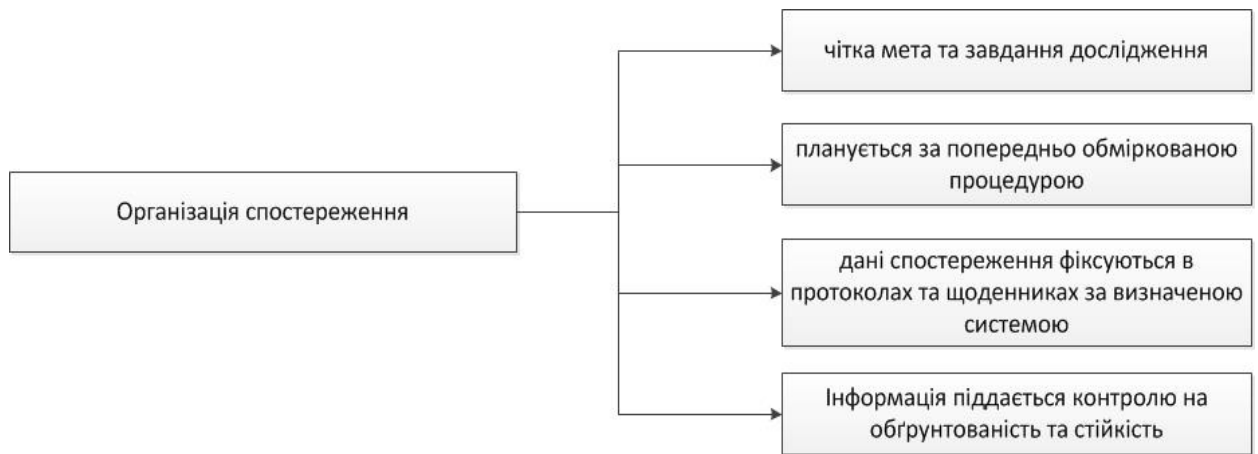 Організація спостереження
чітка мета та завдання дослідження
планується за попередньо обміркованою
процедурою
дані спостереження фіксуються в
протоколах та щоденниках за визначеною
системою
Інформація піддається контролю на
обґрунтованість та стійкість